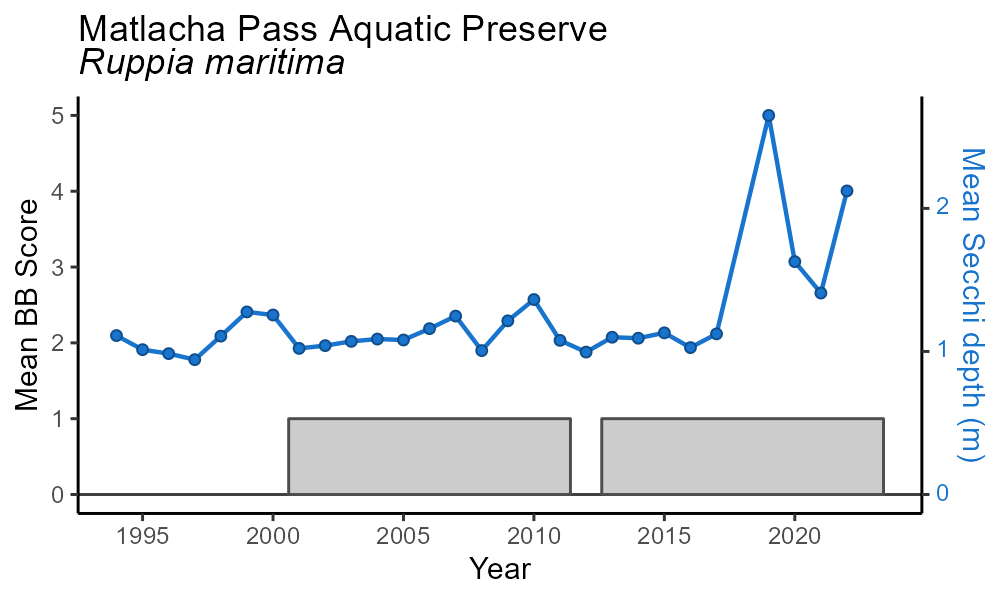 Matlacha Pass Aquatic Preserve
Ruppia maritima
Mean BB Score
5
4
3
2
1
0
2
1
0
Mean Secchi depth (m)
1995 2000 2005 2010 2015 2020
Year